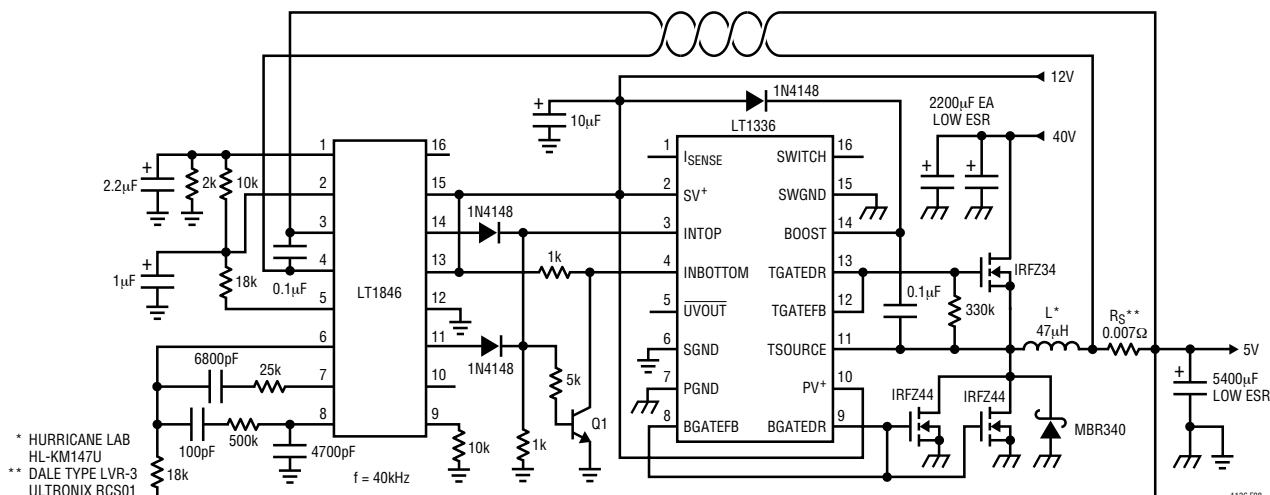 12V
1N4148
10µF
+
LT1336
2200µF EA
LOW ESR
40V
+
+
1
2
3
4
5
6
7
8
16
15
14
13
12
11
10
9
LT1846
+
2.2µF
2k
10k
+
1µF
18k
0.1µF
6800pF
25k
100pF
500k
4700pF
18k
f = 40kHz
10k
1N4148
1N4148
1k
5k
1k
Q1
1
2
3
4
5
6
7
8
ISENSE
SV+
INTOP
INBOTTOM
UVOUT
SGND
PGND
BGATEFB
SWITCH
SWGND
BOOST
TGATEDR
TGATEFB
TSOURCE
PV+
BGATEDR
16
15
14
13
12
11
10
9
0.1µF
330k
IRFZ34
L*
47µH
RS**
0.007Ω
5V
+
5400µF
LOW ESR
IRFZ44
IRFZ44
MBR340
* HURRICANE LAB
HL-KM147U
** DALE TYPE LVR-3
ULTRONIX RCS01